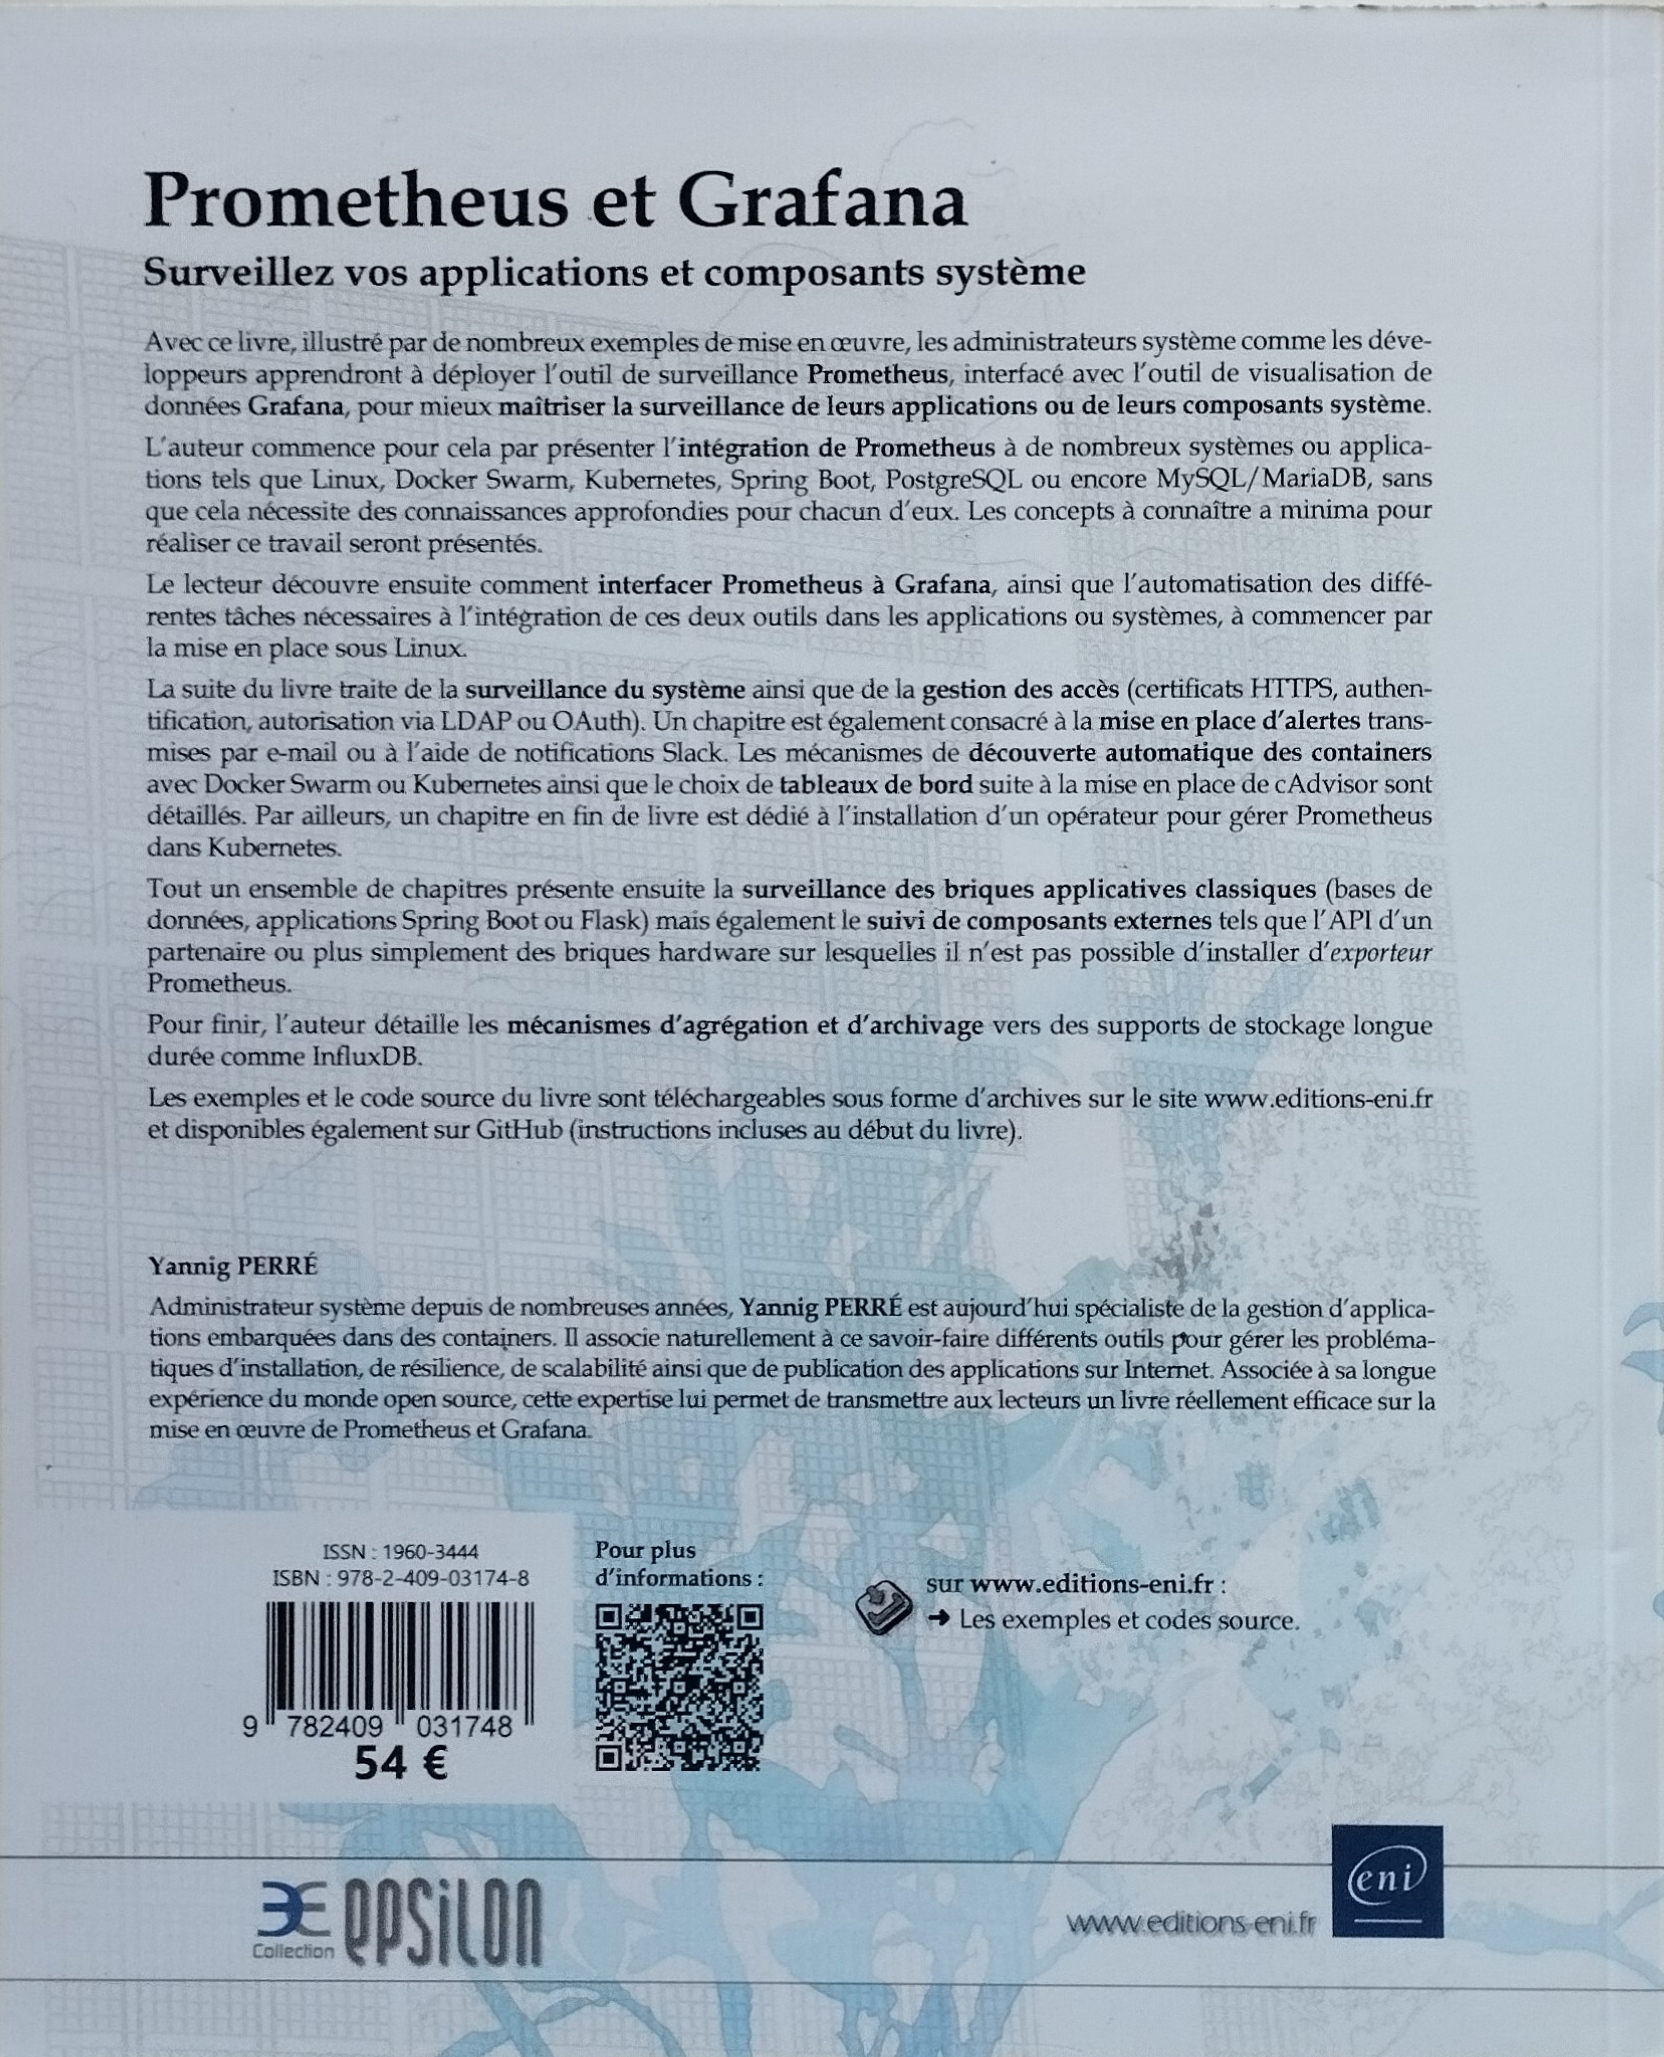 Prometheus et Grafana
Surveillez vos applications et composants système
Avec ce livre, illustré par de nombreux exemples de mise en œuvre, les administrateurs système comme les déve-
loppeurs apprendront à déployer l'outil de surveillance Prometheus, interfacé avec l'outil de visualisation de
données Grafana, pour mieux maîtriser la surveillance de leurs applications ou de leurs composants système.
L'auteur commence pour cela par présenter l'intégration de Prometheus à de nombreux systèmes ou applica-
tions tels que Linux, Docker Swarm, Kubernetes, Spring Boot, PostgreSQL ou encore MySQL/MariaDB, sans
que cela nécessite des connaissances approfondies pour chacun d'eux. Les concepts à connaître a minima pour
réaliser ce travail seront présentés.
Le lecteur découvre ensuite comment interfacer Prometheus à Grafana, ainsi que l'automatisation des diffé-
rentes tâches nécessaires à l'intégration de ces deux outils dans les applications ou systèmes, à commencer par
la mise en place sous Linux.
La suite du livre traite de la surveillance du système ainsi que de la gestion des accès (certificats HTTPS, authen-
tification, autorisation via LDAP ou OAuth). Un chapitre est également consacré à la mise en place d'alertes trans-
mises par e-mail ou à l'aide de notifications Slack. Les mécanismes de découverte automatique des containers
avec Docker Swarm ou Kubernetes ainsi que le choix de tableaux de bord suite à la mise en place de cAdvisor sont
détaillés. Par ailleurs, un chapitre en fin de livre est dédié à l'installation d'un opérateur pour gérer Prometheus
dans Kubernetes.
Tout un ensemble de chapitres présente ensuite la surveillance des briques applicatives classiques (bases de
données, applications Spring Boot ou Flask) mais également le suivi de composants externes tels que l'API d'un
partenaire ou plus simplement des briques hardware sur lesquelles il n'est pas possible d'installer d'exporteur
Prometheus.
Pour finir, l'auteur détaille les mécanismes d'agrégation et d'archivage vers des supports de stockage longue
durée comme InfluxDB.
Les exemples et le code source du livre sont téléchargeables sous forme d'archives sur le site www.editions-eni.fr
et disponibles également sur GitHub (instructions incluses au début du livre).
Yannig PERRÉ
Administrateur système depuis de nombreuses années, Yannig PERRÉ est aujourd'hui spécialiste de la gestion d'applica-
tions embarquées dans des containers. Il associe naturellement à ce savoir-faire différents outils pour gérer les probléma-
tiques d'installation, de résilience, de scalabilité ainsi que de publication des applications sur Internet. Associée à sa longue
expérience du monde open source, cette expertise lui permet de transmettre aux lecteurs un livre réellement efficace sur la
mise en œuvre de Prometheus et Grafana.
ISSN : 1960-3444
ISBN : 978-2-409-03174-8
9 782409 031748
54 €
Pour plus
d'informations :
sur www.editions-eni.fr :
→ Les exemples et codes source.
Collection epsilon
www.editions-eni.fr
eni